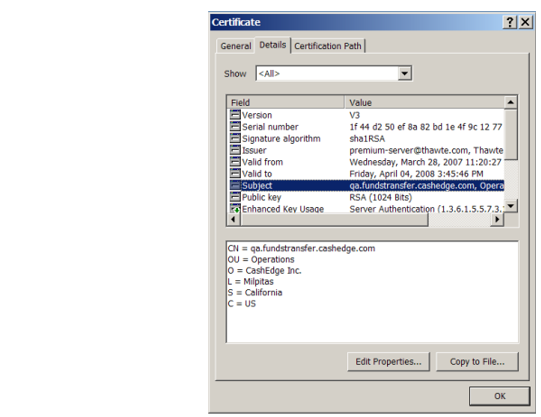 Certificate
General Details Certification Path
Show <All>
Field Value
Version V3
Serial number 1f 44 d2 50 ef 8a 82 bd 1e 4f 9c 12 77
Signature algorithm sha1RSA
Issuer premium-server@thawte.com, Thawte
Valid from Wednesday, March 28, 2007 11:20:27
Valid to Friday, April 04, 2008 3:45:46 PM
Subject qa.fundstransfer.cashedge.com, Opera
Public key RSA (1024 Bits)
Enhanced Key Usage Server Authentication (1.3.6.1.5.5.7.3.
CN = qa.fundstransfer.cashedge.com
OU = Operations
O = CashEdge Inc.
L = Milpitas
S = California
C = US
Edit Properties... Copy to File...
OK